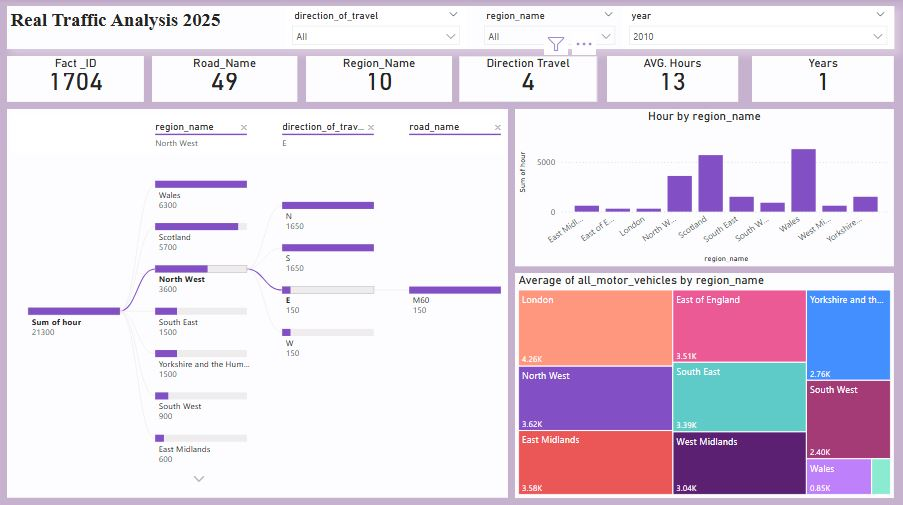 Real Traffic Analysis 2025
direction_of_travel
All
region_name
All
year
2010
Fact _ID
1704
Road_Name
49
Region_Name
10
Direction Travel
4
AVG. Hours
13
Years
1
region_name
North West
direction_of_trav...
E
road_name
Sum of hour
21300
Wales
6300
Scotland
5700
North West
3600
South East
1500
Yorkshire and the Hum...
1500
South West
900
East Midlands
600
N
1650
S
1650
E
150
W
150
M60
150
Hour by region_name
Sum of hour
5000
0
East Midl...
East of E...
London
North W...
Scotland
South East
South W...
Wales
West Mi...
Yorkshire...
region_name
Average of all_motor_vehicles by region_name
London
4.26K
North West
3.62K
East Midlands
3.58K
East of England
3.51K
South East
3.39K
West Midlands
3.04K
Yorkshire and th...
2.76K
South West
2.40K
Wales
0.85K